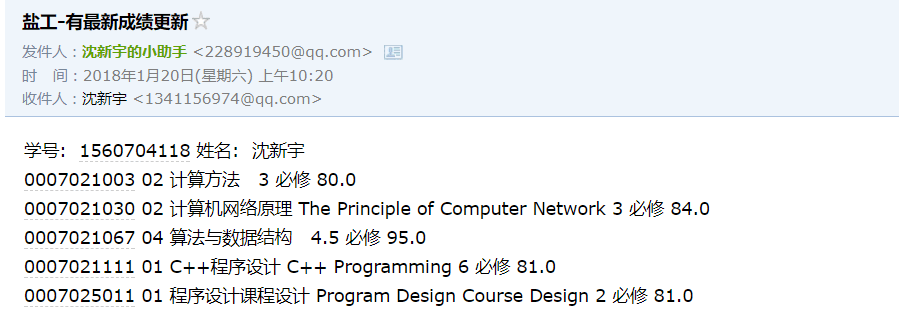 盐工-有最新成绩更新
发件人：沈新宇的小助手 <228919450@qq.com>
时 间：2018年1月20日(星期六) 上午10:20
收件人：沈新宇 <1341156974@qq.com>
学号: 1560704118 姓名: 沈新宇
0007021003 02 计算方法 3 必修 80.0
0007021030 02 计算机网络原理 The Principle of Computer Network 3 必修 84.0
0007021067 04 算法与数据结构 4.5 必修 95.0
0007021111 01 C++程序设计 C++ Programming 6 必修 81.0
0007025011 01 程序设计课程设计 Program Design Course Design 2 必修 81.0